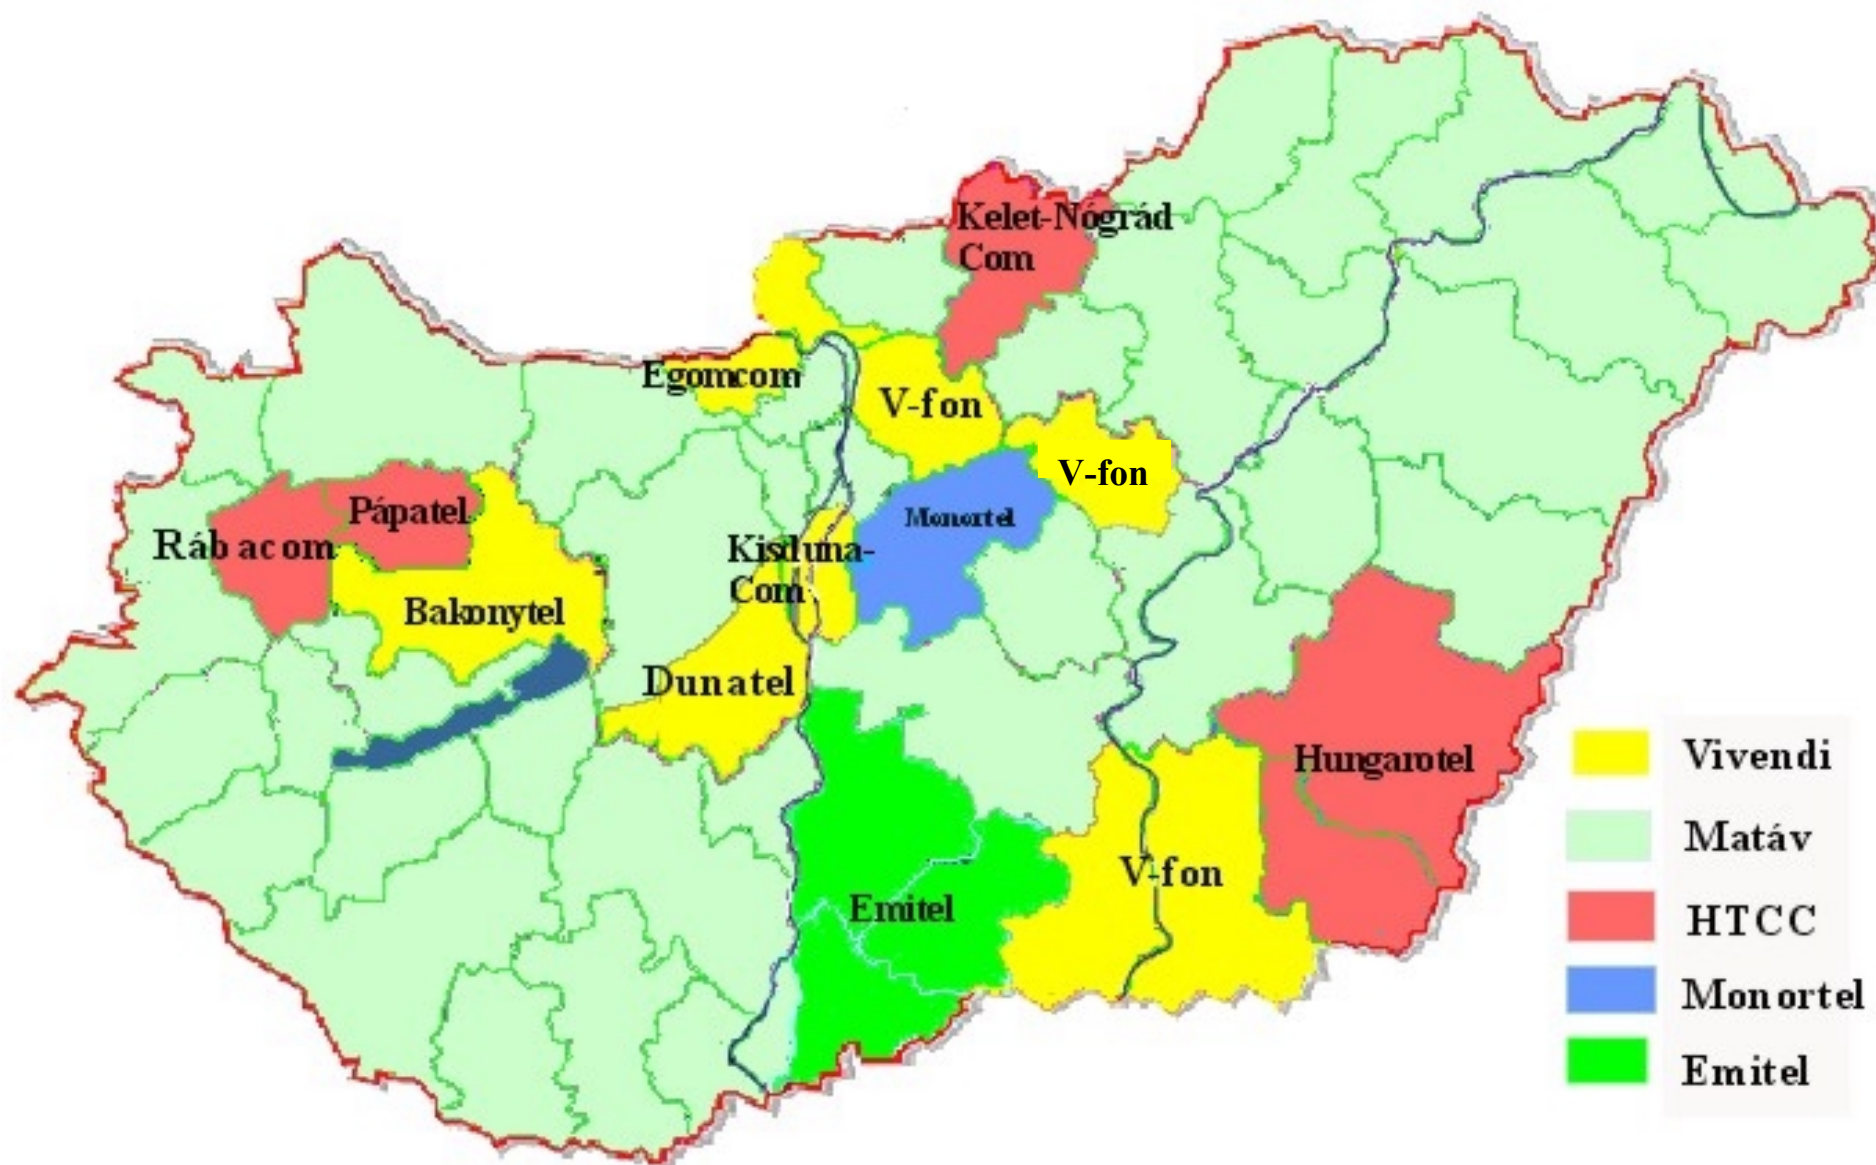 Kelet-Nógrád
Com
Egomcom
V-fon
V-fon
Pápatel
Monortel
Rábacom
Kisduna-
Com
Bakonytel
Dunatel
Hungarotel
V-fon
Emitel
Vivendi
Matáv
HTCC
Monortel
Emitel